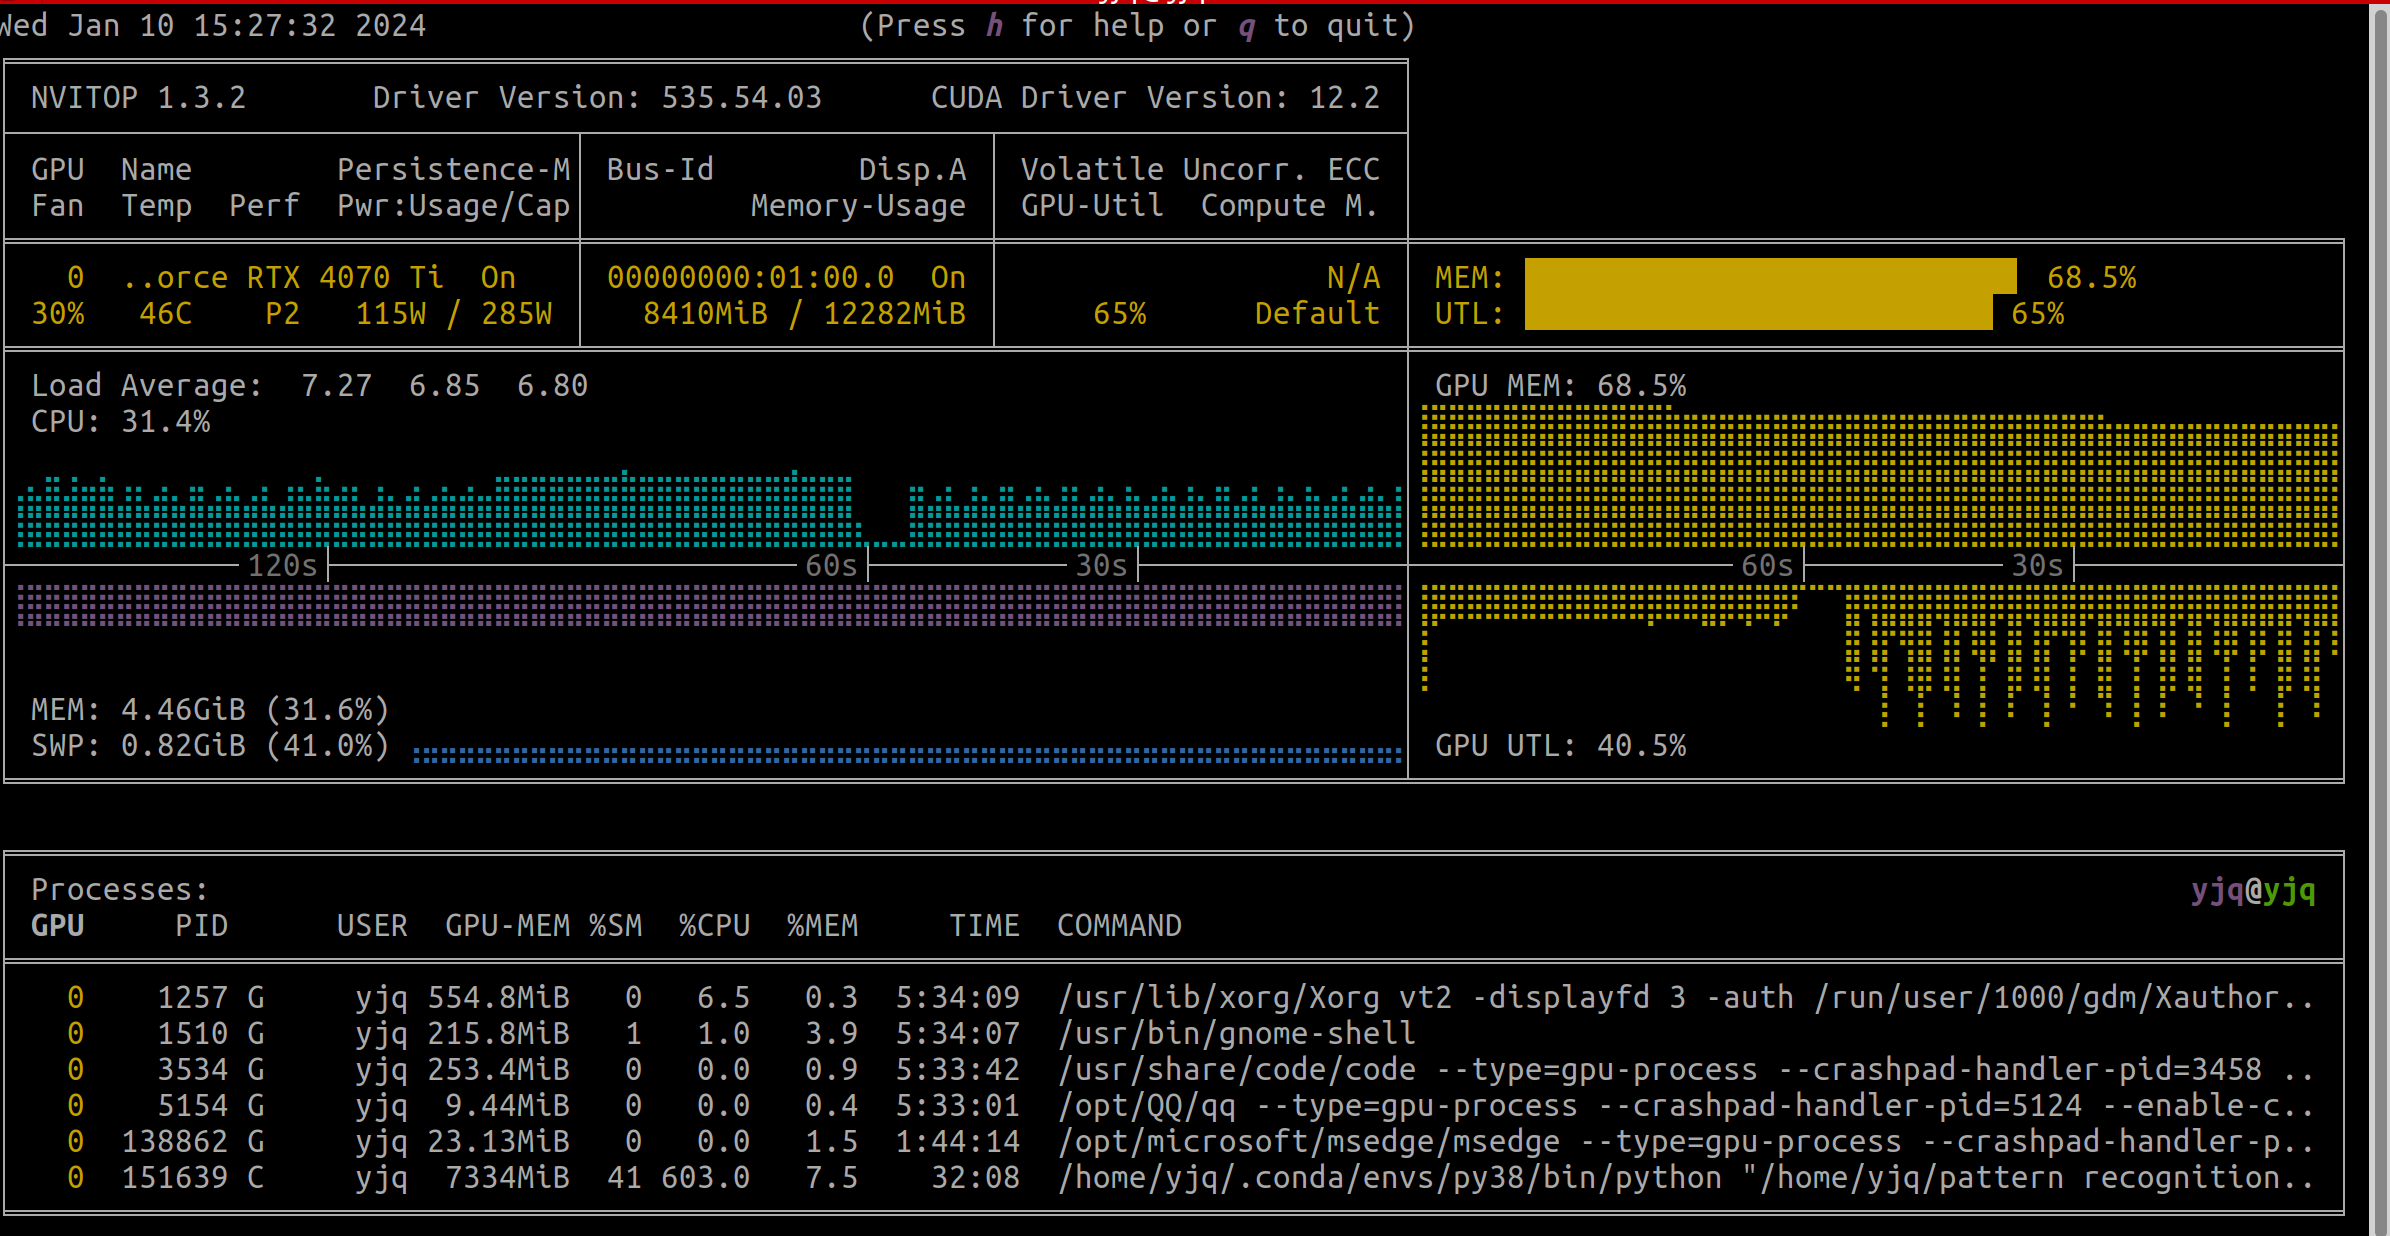 Wed Jan 10 15:27:32 2024 (Press h for help or q to quit)
NVITOP 1.3.2 Driver Version: 535.54.03 CUDA Driver Version: 12.2
GPU Name Persistence-M Bus-Id Disp.A Volatile Uncorr. ECC
Fan Temp Perf Pwr:Usage/Cap Memory-Usage GPU-Util Compute M.
0 ..orce RTX 4070 Ti On 00000000:01:00.0 On N/A MEM: 68.5%
30% 46C P2 115W / 285W 8410MiB / 12282MiB 65% Default UTL: 65%
Load Average: 7.27 6.85 6.80 GPU MEM: 68.5%
CPU: 31.4%
120s 60s 30s 60s 30s
MEM: 4.46GiB (31.6%)
SWP: 0.82GiB (41.0%) GPU UTL: 40.5%
Processes: yjq@yjq
GPU PID USER GPU-MEM %SM %CPU %MEM TIME COMMAND
0 1257 G yjq 554.8MiB 0 6.5 0.3 5:34:09 /usr/lib/xorg/Xorg vt2 -displayfd 3 -auth /run/user/1000/gdm/Xauthor..
0 1510 G yjq 215.8MiB 1 1.0 3.9 5:34:07 /usr/bin/gnome-shell
0 3534 G yjq 253.4MiB 0 0.0 0.9 5:33:42 /usr/share/code/code --type=gpu-process --crashpad-handler-pid=3458 ..
0 5154 G yjq 9.44MiB 0 0.0 0.4 5:33:01 /opt/QQ/qq --type=gpu-process --crashpad-handler-pid=5124 --enable-c..
0 138862 G yjq 23.13MiB 0 0.0 1.5 1:44:14 /opt/microsoft/msedge/msedge --type=gpu-process --crashpad-handler-p..
0 151639 C yjq 7334MiB 41 603.0 7.5 32:08 /home/yjq/.conda/envs/py38/bin/python "/home/yjq/pattern recognition..